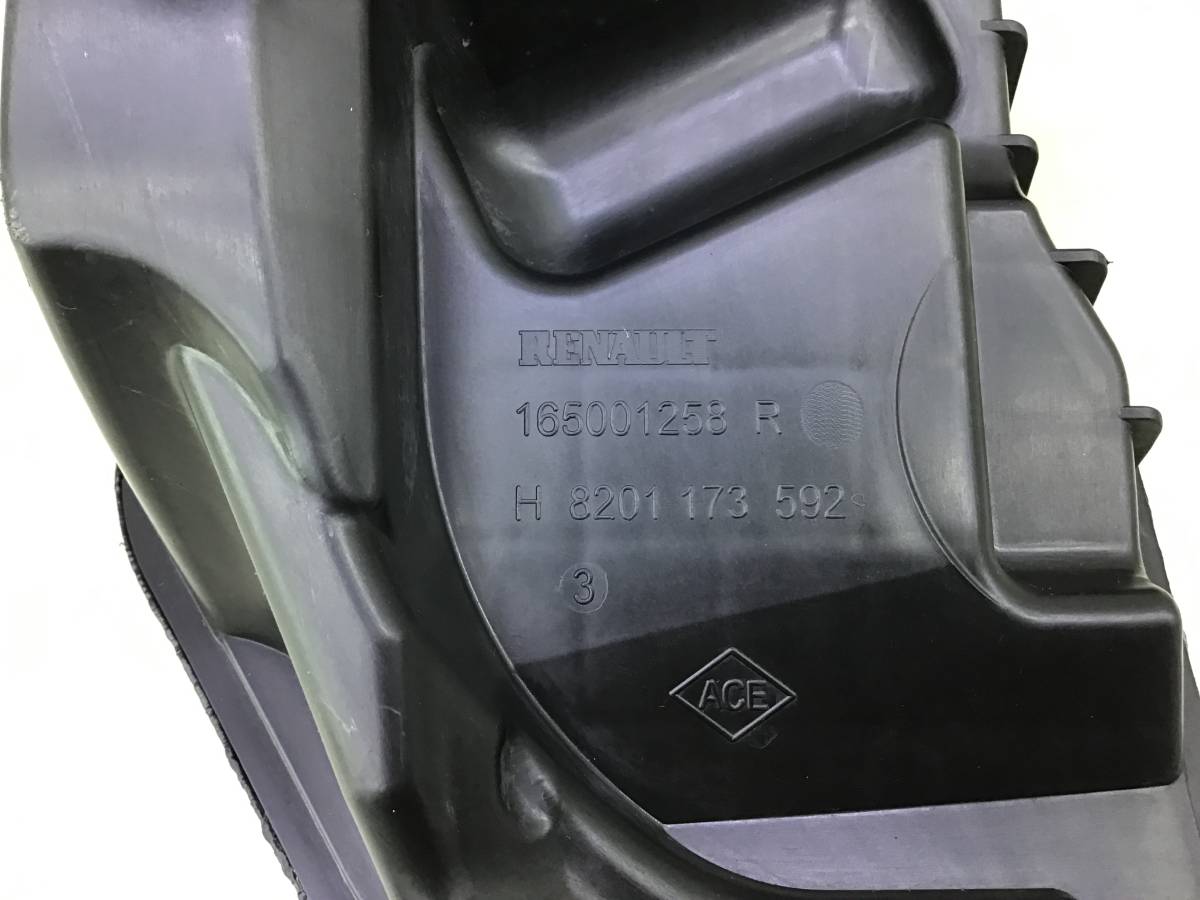 RENAULT
165001258 R
H 8201 173 592
3
ACE